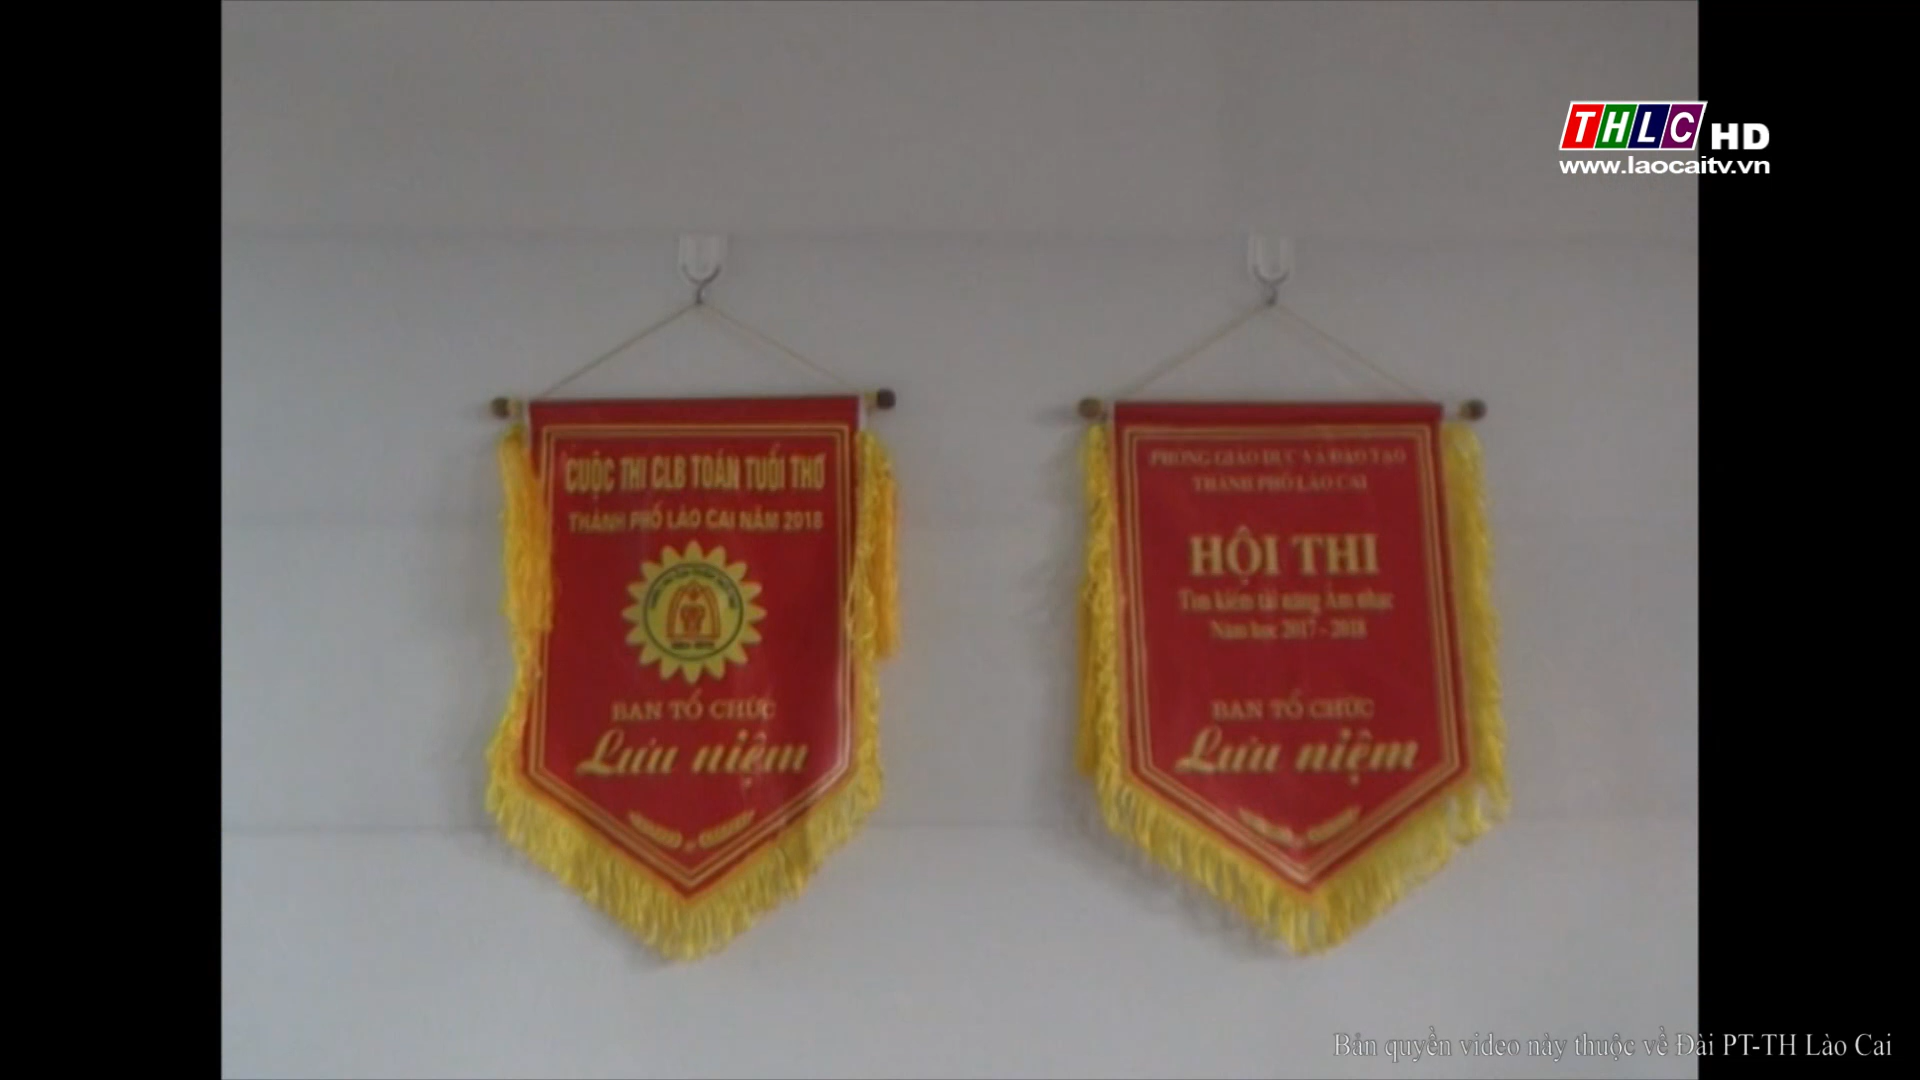 THLC HD
www.laocaitv.vn
CUỘC THI CLB TOÁN TUỔI THƠ
THÀNH PHỐ LÀO CAI NĂM 2018
BAN TỔ CHỨC
Lưu niệm
PHÒNG GIÁO DỤC VÀ ĐÀO TẠO
THÀNH PHỐ LÀO CAI
HỘI THI
Tìm kiếm tài năng Âm nhạc
Năm học 2017 - 2018
BAN TỔ CHỨC
Lưu niệm
Bản quyền video này thuộc về Đài PT-TH Lào Cai